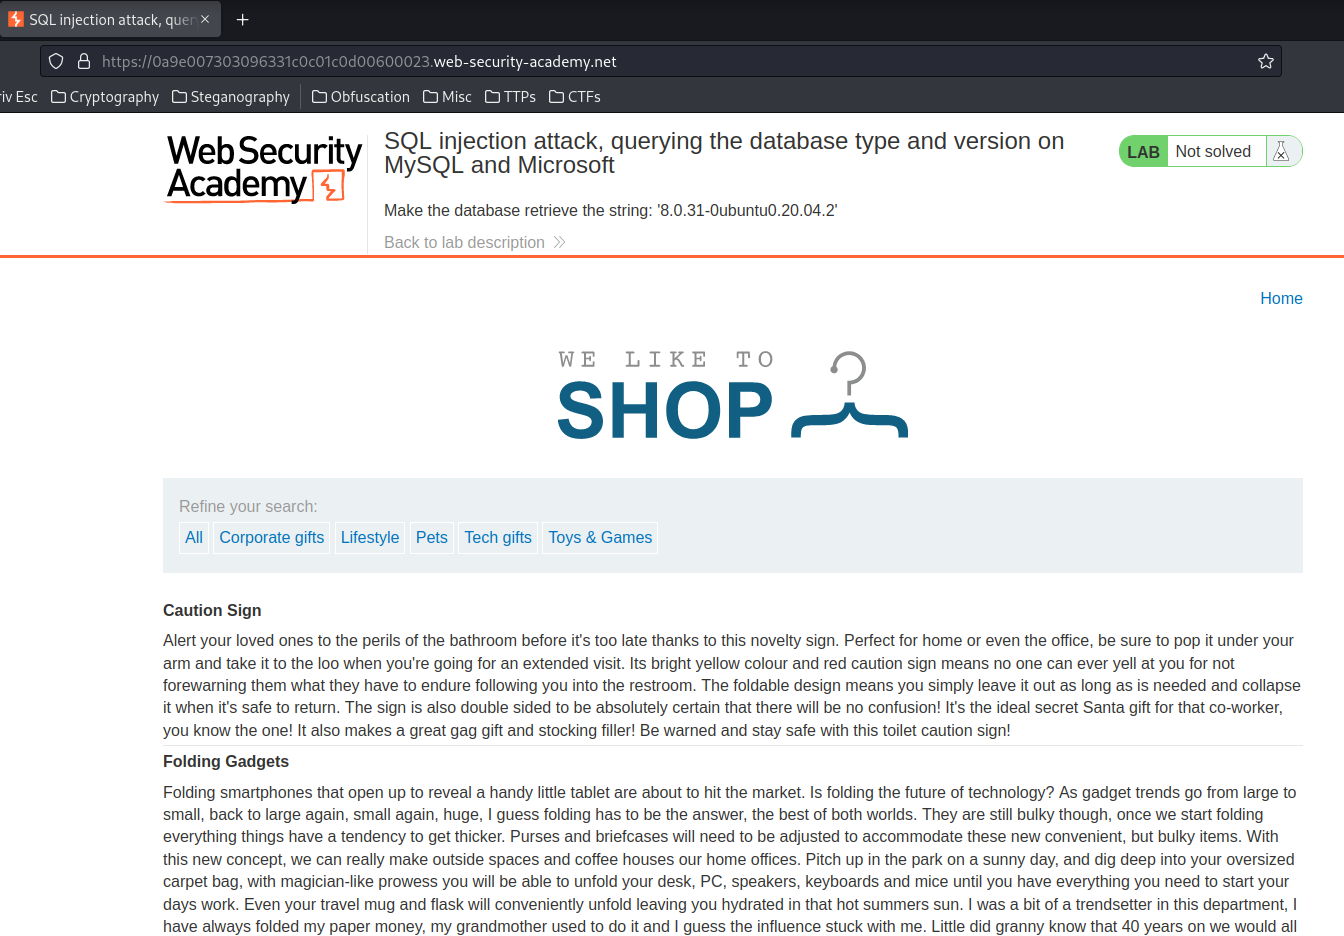 SQL injection attack, quer
https://0a9e007303096331c0c01c0d00600023.web-security-academy.net
iv Esc Cryptography Steganography Obfuscation Misc TTPs CTFs
Web Security
Academy
SQL injection attack, querying the database type and version on
MySQL and Microsoft
LAB Not solved
Make the database retrieve the string: '8.0.31-0ubuntu0.20.04.2'
Back to lab description
Home
WE LIKE TO
SHOP
Refine your search:
All Corporate gifts Lifestyle Pets Tech gifts Toys & Games
Caution Sign
Alert your loved ones to the perils of the bathroom before it's too late thanks to this novelty sign. Perfect for home or even the office, be sure to pop it under your
arm and take it to the loo when you're going for an extended visit. Its bright yellow colour and red caution sign means no one can ever yell at you for not
forewarning them what they have to endure following you into the restroom. The foldable design means you simply leave it out as long as is needed and collapse
it when it's safe to return. The sign is also double sided to be absolutely certain that there will be no confusion! It's the ideal secret Santa gift for that co-worker,
you know the one! It also makes a great gag gift and stocking filler! Be warned and stay safe with this toilet caution sign!
Folding Gadgets
Folding smartphones that open up to reveal a handy little tablet are about to hit the market. Is folding the future of technology? As gadget trends go from large to
small, back to large again, small again, huge, I guess folding has to be the answer, the best of both worlds. They are still bulky though, once we start folding
everything things have a tendency to get thicker. Purses and briefcases will need to be adjusted to accommodate these new convenient, but bulky items. With
this new concept, we can really make outside spaces and coffee houses our home offices. Pitch up in the park on a sunny day, and dig deep into your oversized
carpet bag, with magician-like prowess you will be able to unfold your desk, PC, speakers, keyboards and mice until you have everything you need to start your
days work. Even your travel mug and flask will conveniently unfold leaving you hydrated in that hot summers sun. I was a bit of a trendsetter in this department, I
have always folded my paper money, my grandmother used to do it and I guess the influence stuck with me. Little did granny know that 40 years on we would all